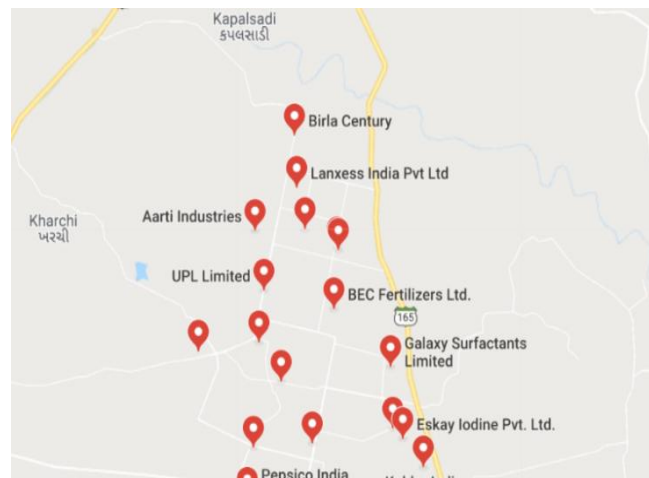 Kapalsadi
કપલસાડી
Birla Century
Lanxess India Pvt Ltd
Aarti Industries
Kharchi
ખરચી
UPL Limited
BEC Fertilizers Ltd.
165
Galaxy Surfactants
Limited
Eskay Iodine Pvt. Ltd.
Pepsico India